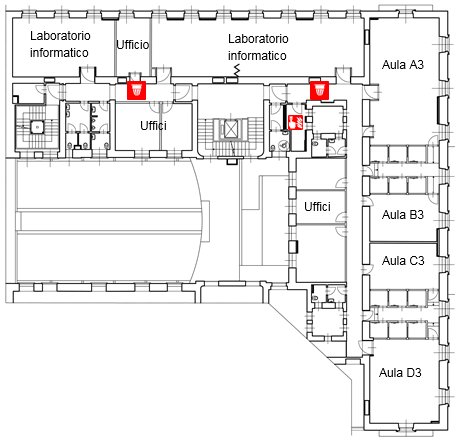 Laboratorio
informatico
Ufficio
Laboratorio
informatico
Aula A3
Uffici
Uffici
Aula B3
Aula C3
Aula D3